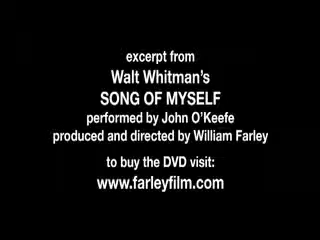 excerpt from
Walt Whitman's
SONG OF MYSELF
performed by John O'Keefe
produced and directed by William Farley
to buy the DVD visit:
www.farleyfilm.com